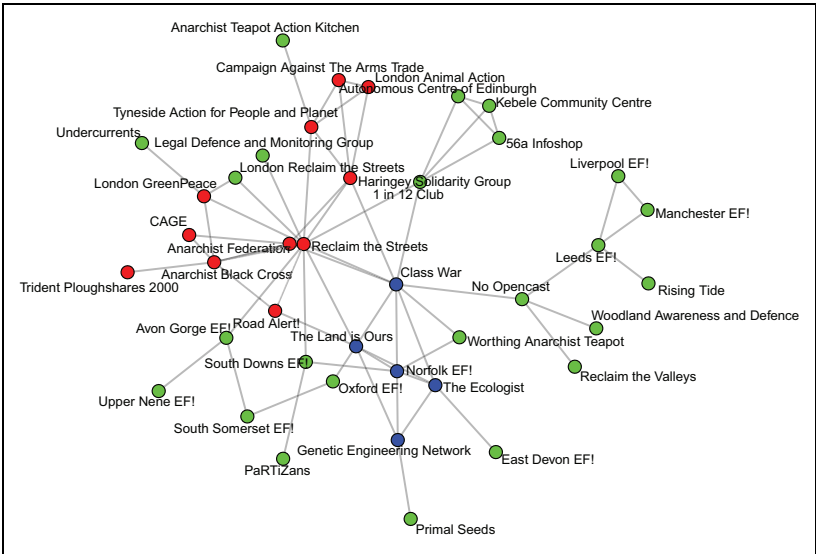 Anarchist Teapot Action Kitchen
Campaign Against The Arms Trade
London Animal Action
Autonomous Centre of Edinburgh
Kebele Community Centre
Tyneside Action for People and Planet
Undercurrents
Legal Defence and Monitoring Group
56a Infoshop
London Reclaim the Streets
Liverpool EF!
London GreenPeace
Haringey Solidarity Group
1 in 12 Club
Manchester EF!
CAGE
Anarchist Federation
Reclaim the Streets
Leeds EF!
Anarchist Black Cross
Class War
Trident Ploughshares 2000
No Opencast
Rising Tide
Woodland Awareness and Defence
Avon Gorge EF!
Road Alert!
The Land is Ours
Worthing Anarchist Teapot
South Downs EF!
Norfolk EF!
Reclaim the Valleys
Oxford EF!
The Ecologist
Upper Nene EF!
South Somerset EF!
Genetic Engineering Network
East Devon EF!
PaRTiZans
Primal Seeds